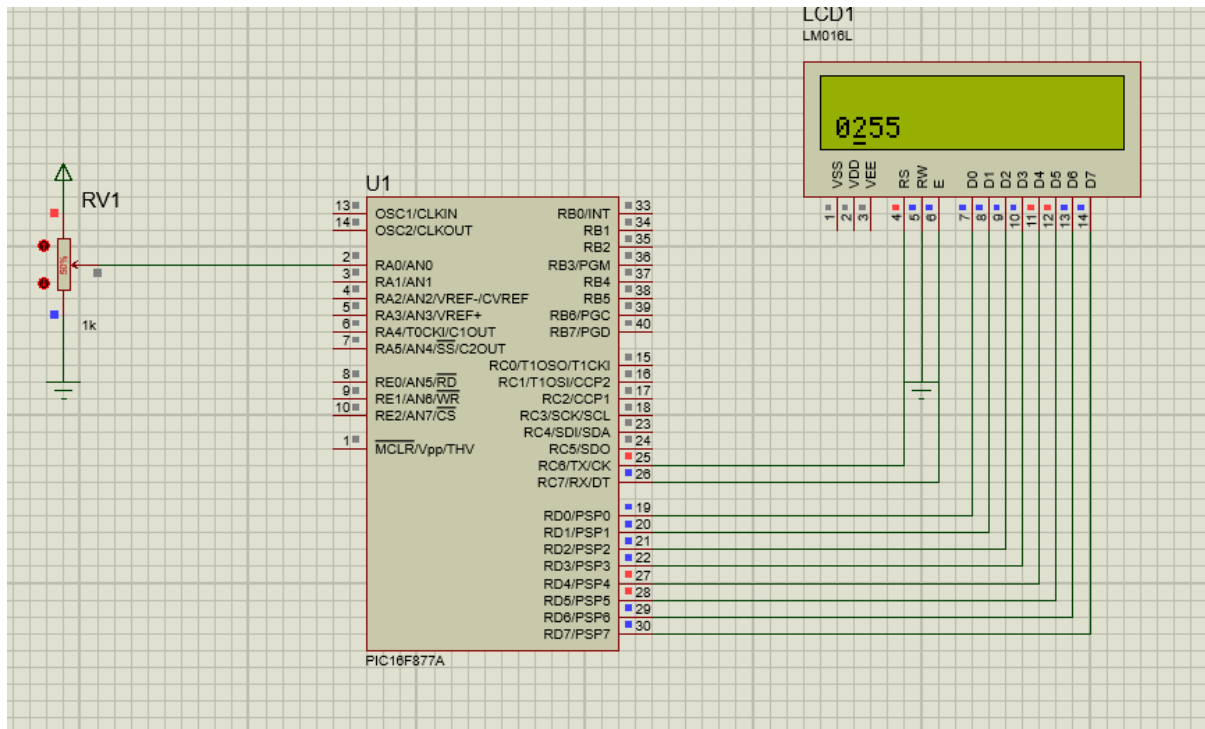 LCD1
LM016L
0255
VSS
VDD
VEE
RS
RW
E
D0
D1
D2
D3
D4
D5
D6
D7
1
2
3
4
5
6
7
8
9
10
11
12
13
14
RV1
50%
1k
U1
13
OSC1/CLKIN
14
OSC2/CLKOUT
2
RA0/AN0
3
RA1/AN1
4
RA2/AN2/VREF-/CVREF
5
RA3/AN3/VREF+
6
RA4/T0CKI/C1OUT
7
RA5/AN4/SS/C2OUT
8
RE0/AN5/RD
9
RE1/AN6/WR
10
RE2/AN7/CS
1
MCLR/Vpp/THV
RB0/INT
33
RB1
34
RB2
35
RB3/PGM
36
RB4
37
RB5
38
RB6/PGC
39
RB7/PGD
40
RC0/T1OSO/T1CKI
15
RC1/T1OSI/CCP2
16
RC2/CCP1
17
RC3/SCK/SCL
18
RC4/SDI/SDA
23
RC5/SDO
24
RC6/TX/CK
25
RC7/RX/DT
26
RD0/PSP0
19
RD1/PSP1
20
RD2/PSP2
21
RD3/PSP3
22
RD4/PSP4
27
RD5/PSP5
28
RD6/PSP6
29
RD7/PSP7
30
PIC16F877A